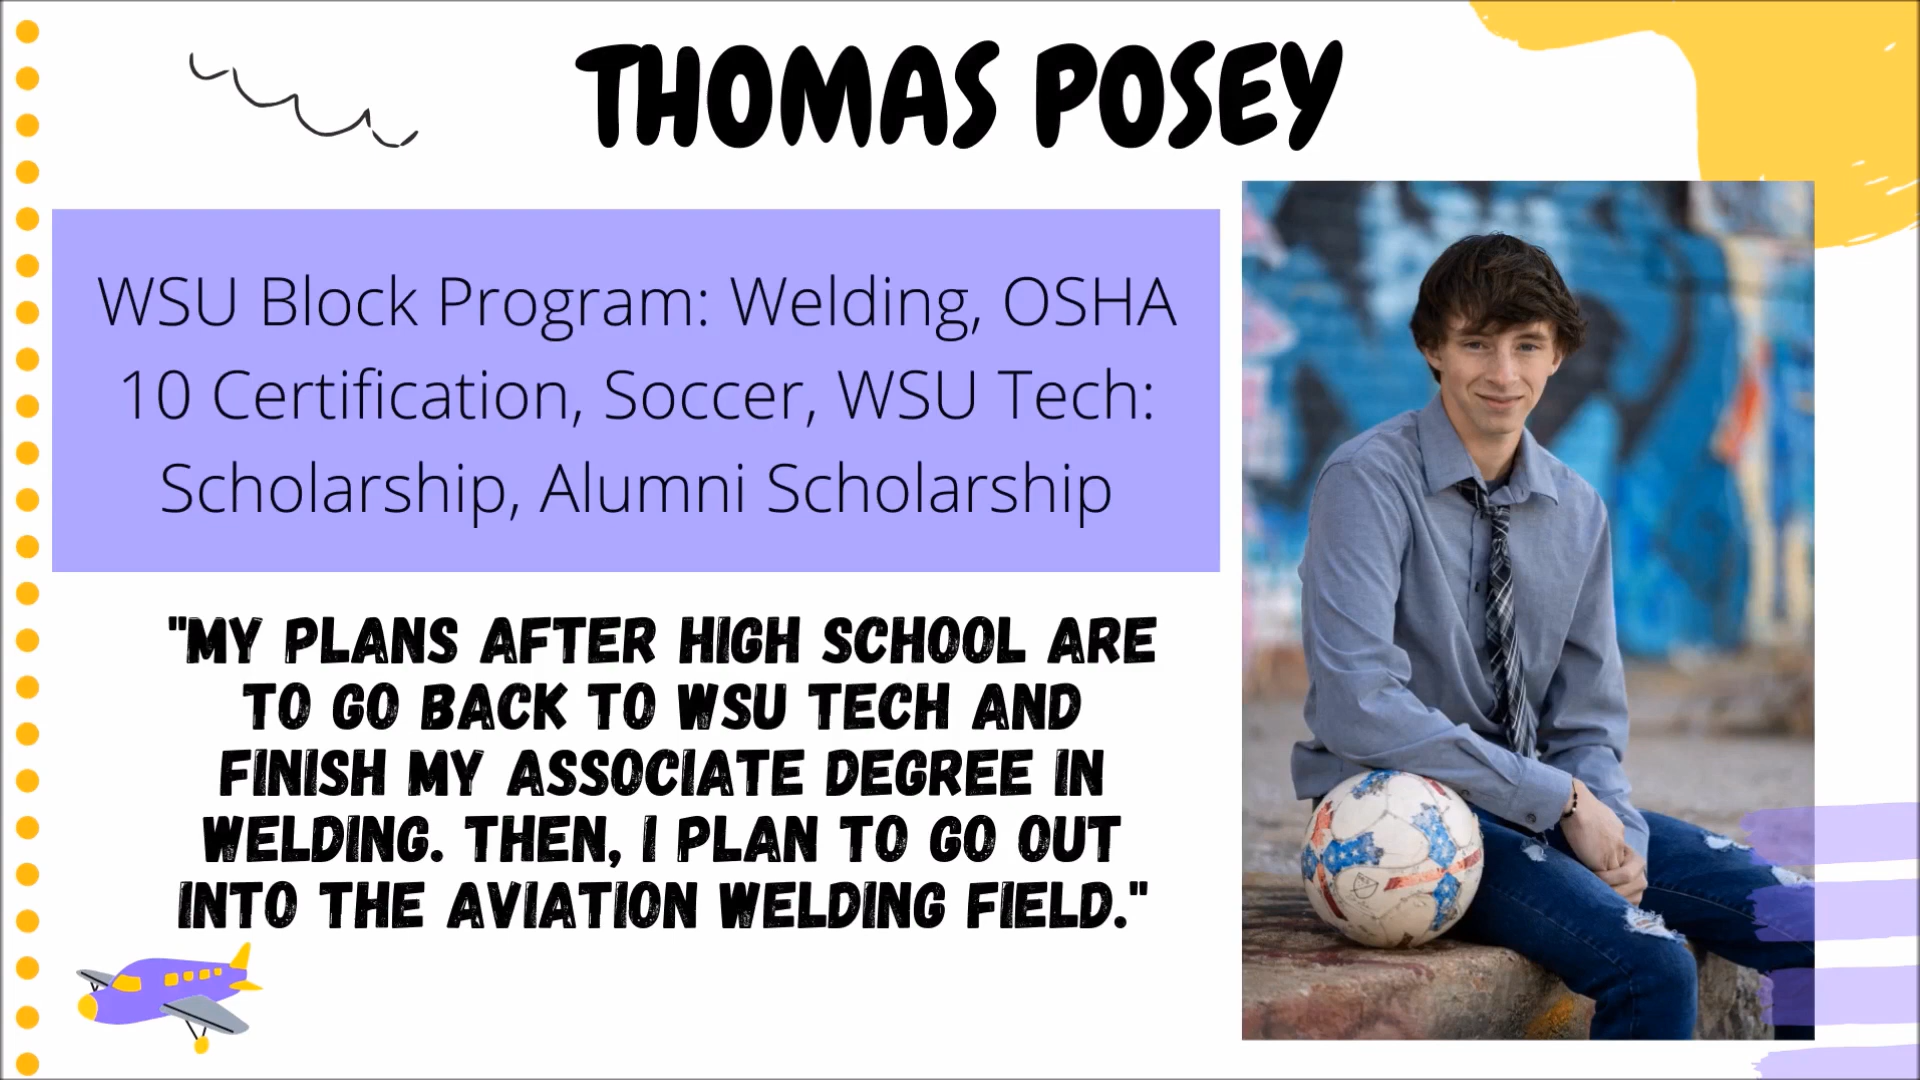 THOMAS POSEY
WSU Block Program: Welding, OSHA
10 Certification, Soccer, WSU Tech:
Scholarship, Alumni Scholarship
"MY PLANS AFTER HIGH SCHOOL ARE
TO GO BACK TO WSU TECH AND
FINISH MY ASSOCIATE DEGREE IN
WELDING. THEN, I PLAN TO GO OUT
INTO THE AVIATION WELDING FIELD."